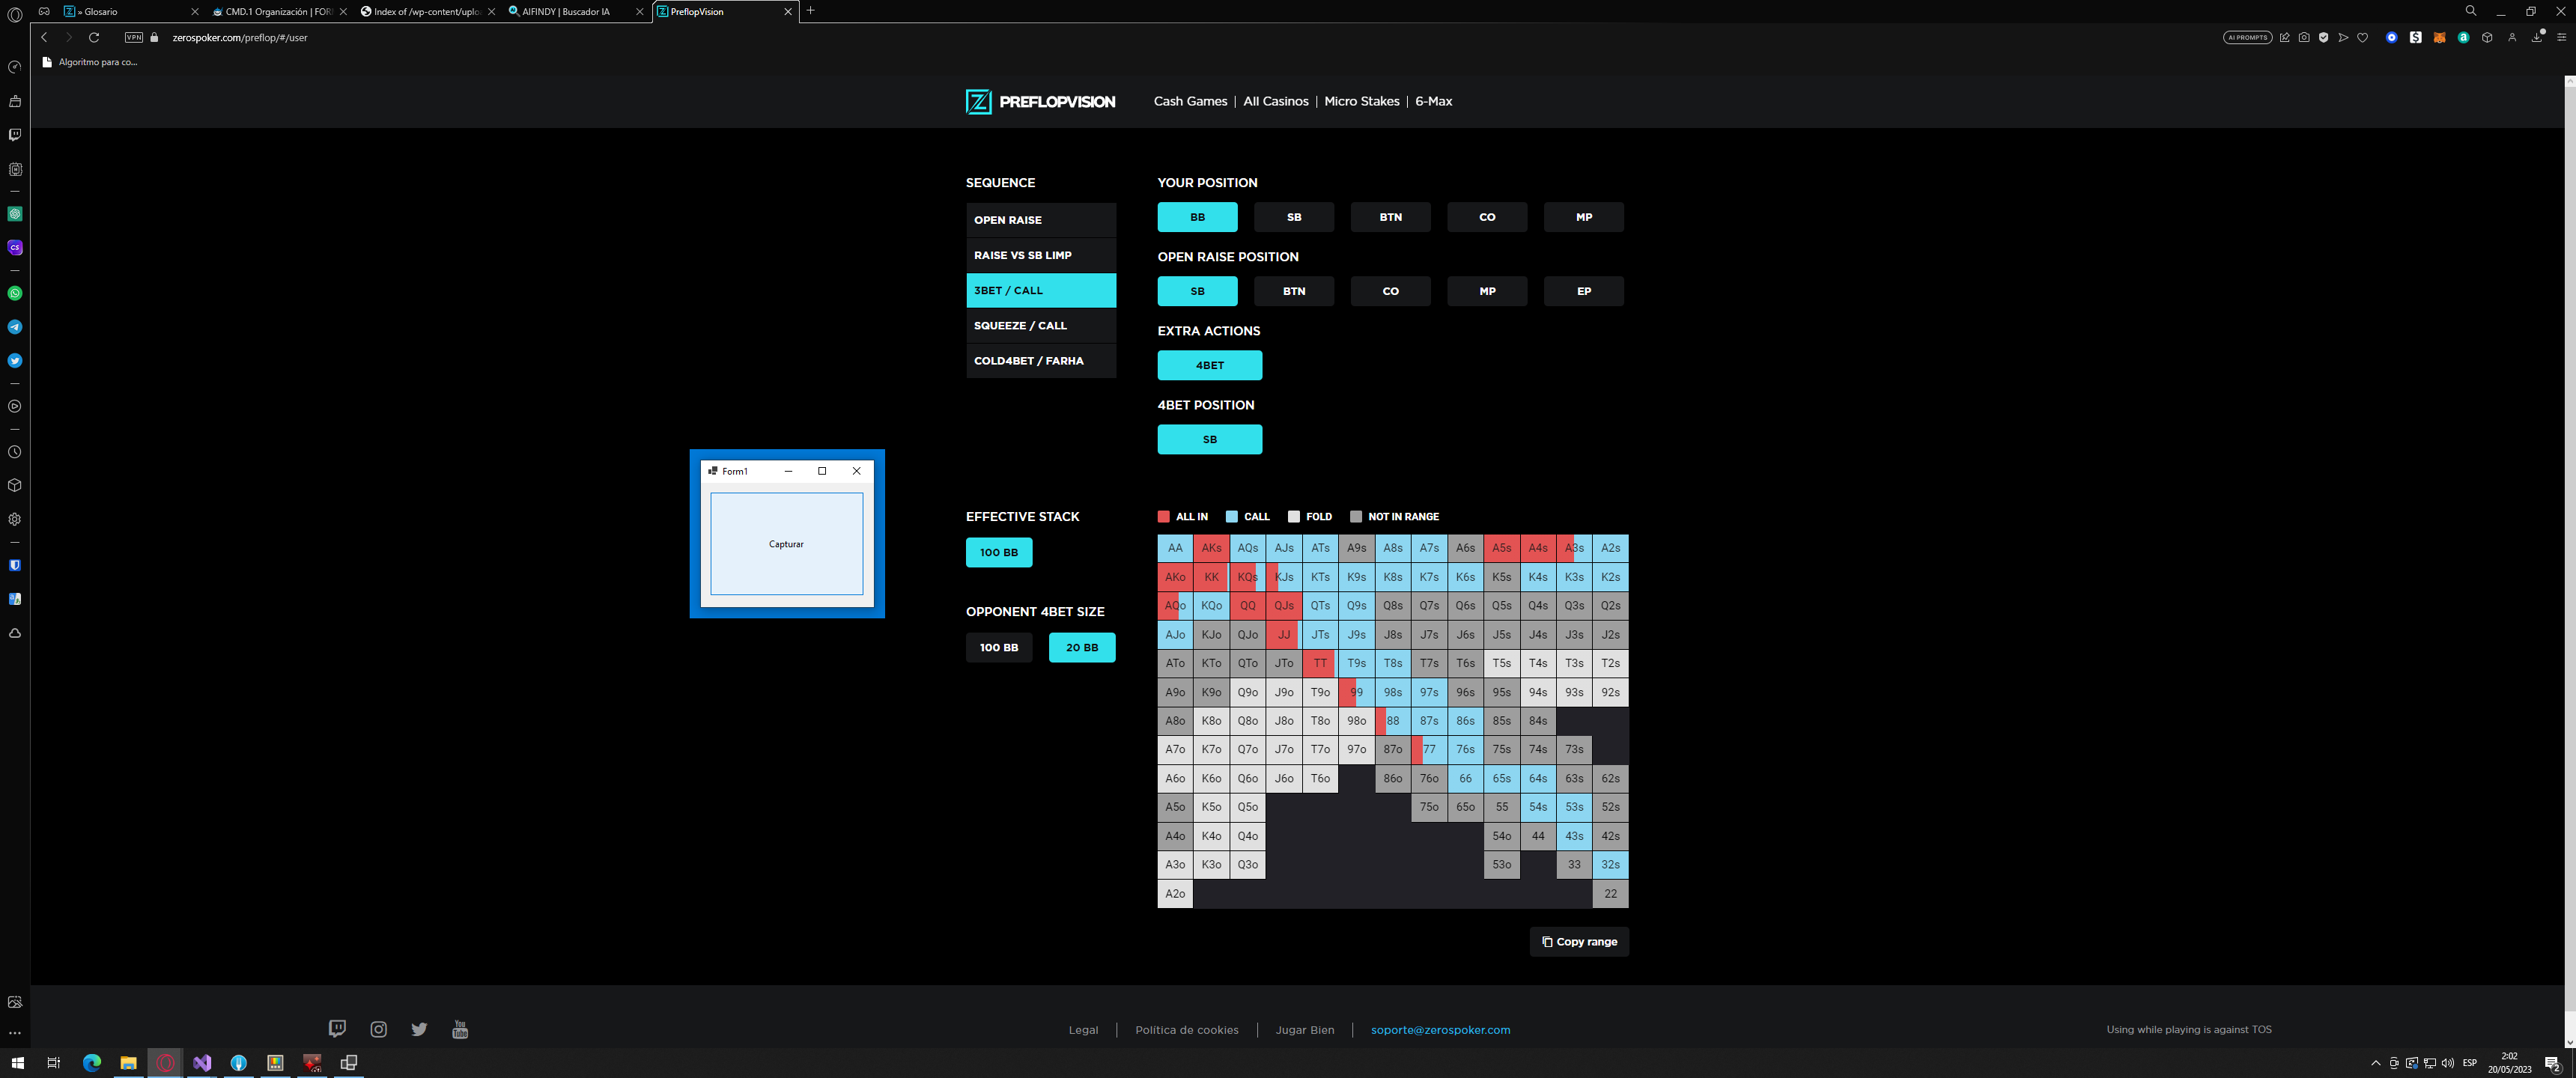 » Glosario
CMD.1 Organización | FOR
Index of /wp-content/uplo
AIFINDY | Buscador IA
PreflopVision
VPN
zerospoker.com/preflop/#/user
AI PROMPTS
Algoritmo para co...
PREFLOPVISION
Cash Games | All Casinos | Micro Stakes | 6-Max
SEQUENCE
OPEN RAISE
RAISE VS SB LIMP
3BET / CALL
SQUEEZE / CALL
COLD4BET / FARHA
YOUR POSITION
BB SB BTN CO MP
OPEN RAISE POSITION
SB BTN CO MP EP
EXTRA ACTIONS
4BET
4BET POSITION
SB
Form1
Capturar
EFFECTIVE STACK
100 BB
OPPONENT 4BET SIZE
100 BB 20 BB
ALL IN CALL FOLD NOT IN RANGE
AA AKs AQs AJs ATs A9s A8s A7s A6s A5s A4s A3s A2s
AKo KK KQs KJs KTs K9s K8s K7s K6s K5s K4s K3s K2s
AQo KQo QQ QJs QTs Q9s Q8s Q7s Q6s Q5s Q4s Q3s Q2s
AJo KJo QJo JJ JTs J9s J8s J7s J6s J5s J4s J3s J2s
ATo KTo QTo JTo TT T9s T8s T7s T6s T5s T4s T3s T2s
A9o K9o Q9o J9o T9o 99 98s 97s 96s 95s 94s 93s 92s
A8o K8o Q8o J8o T8o 98o 88 87s 86s 85s 84s
A7o K7o Q7o J7o T7o 97o 87o 77 76s 75s 74s 73s
A6o K6o Q6o J6o T6o 86o 76o 66 65s 64s 63s 62s
A5o K5o Q5o 75o 65o 55 54s 53s 52s
A4o K4o Q4o 54o 44 43s 42s
A3o K3o Q3o 53o 33 32s
A2o 22
Copy range
Legal | Política de cookies | Jugar Bien | soporte@zerospoker.com
Using while playing is against TOS
ESP
2:02
20/05/2023
2